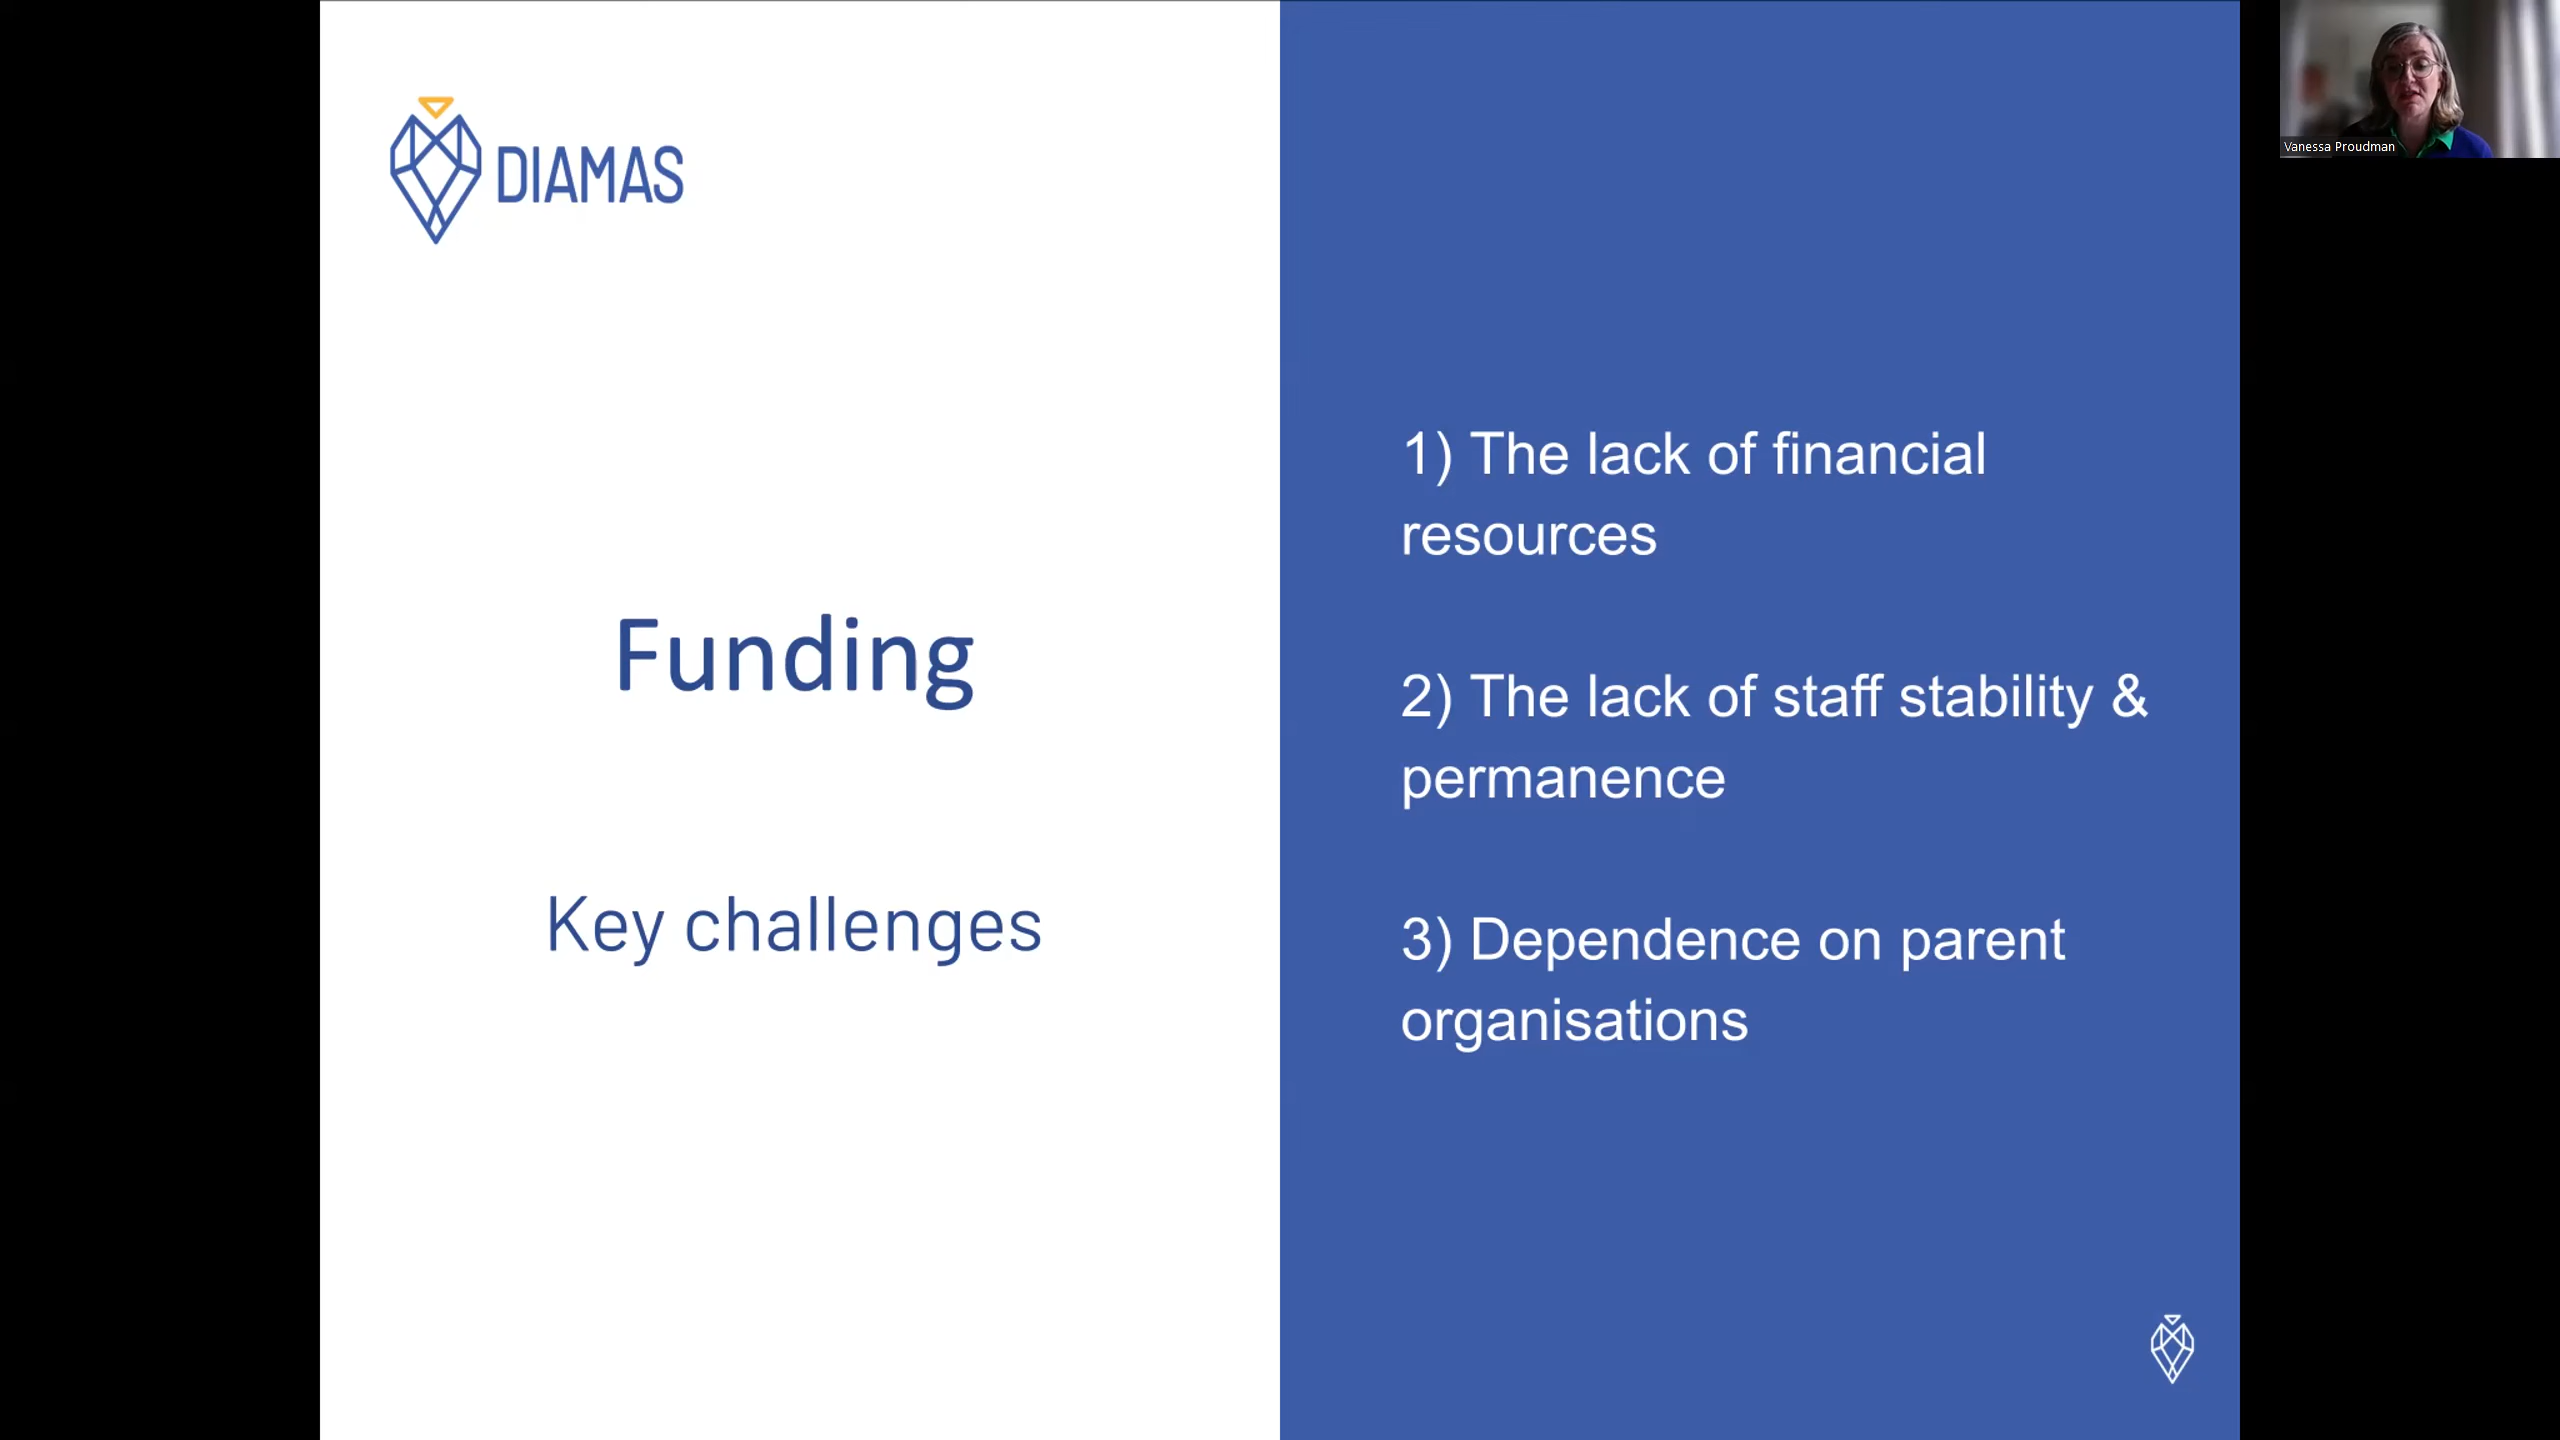 DIAMAS
Funding
Key challenges
1) The lack of financial
resources
2) The lack of staff stability &
permanence
3) Dependence on parent
organisations
Vanessa Proudman